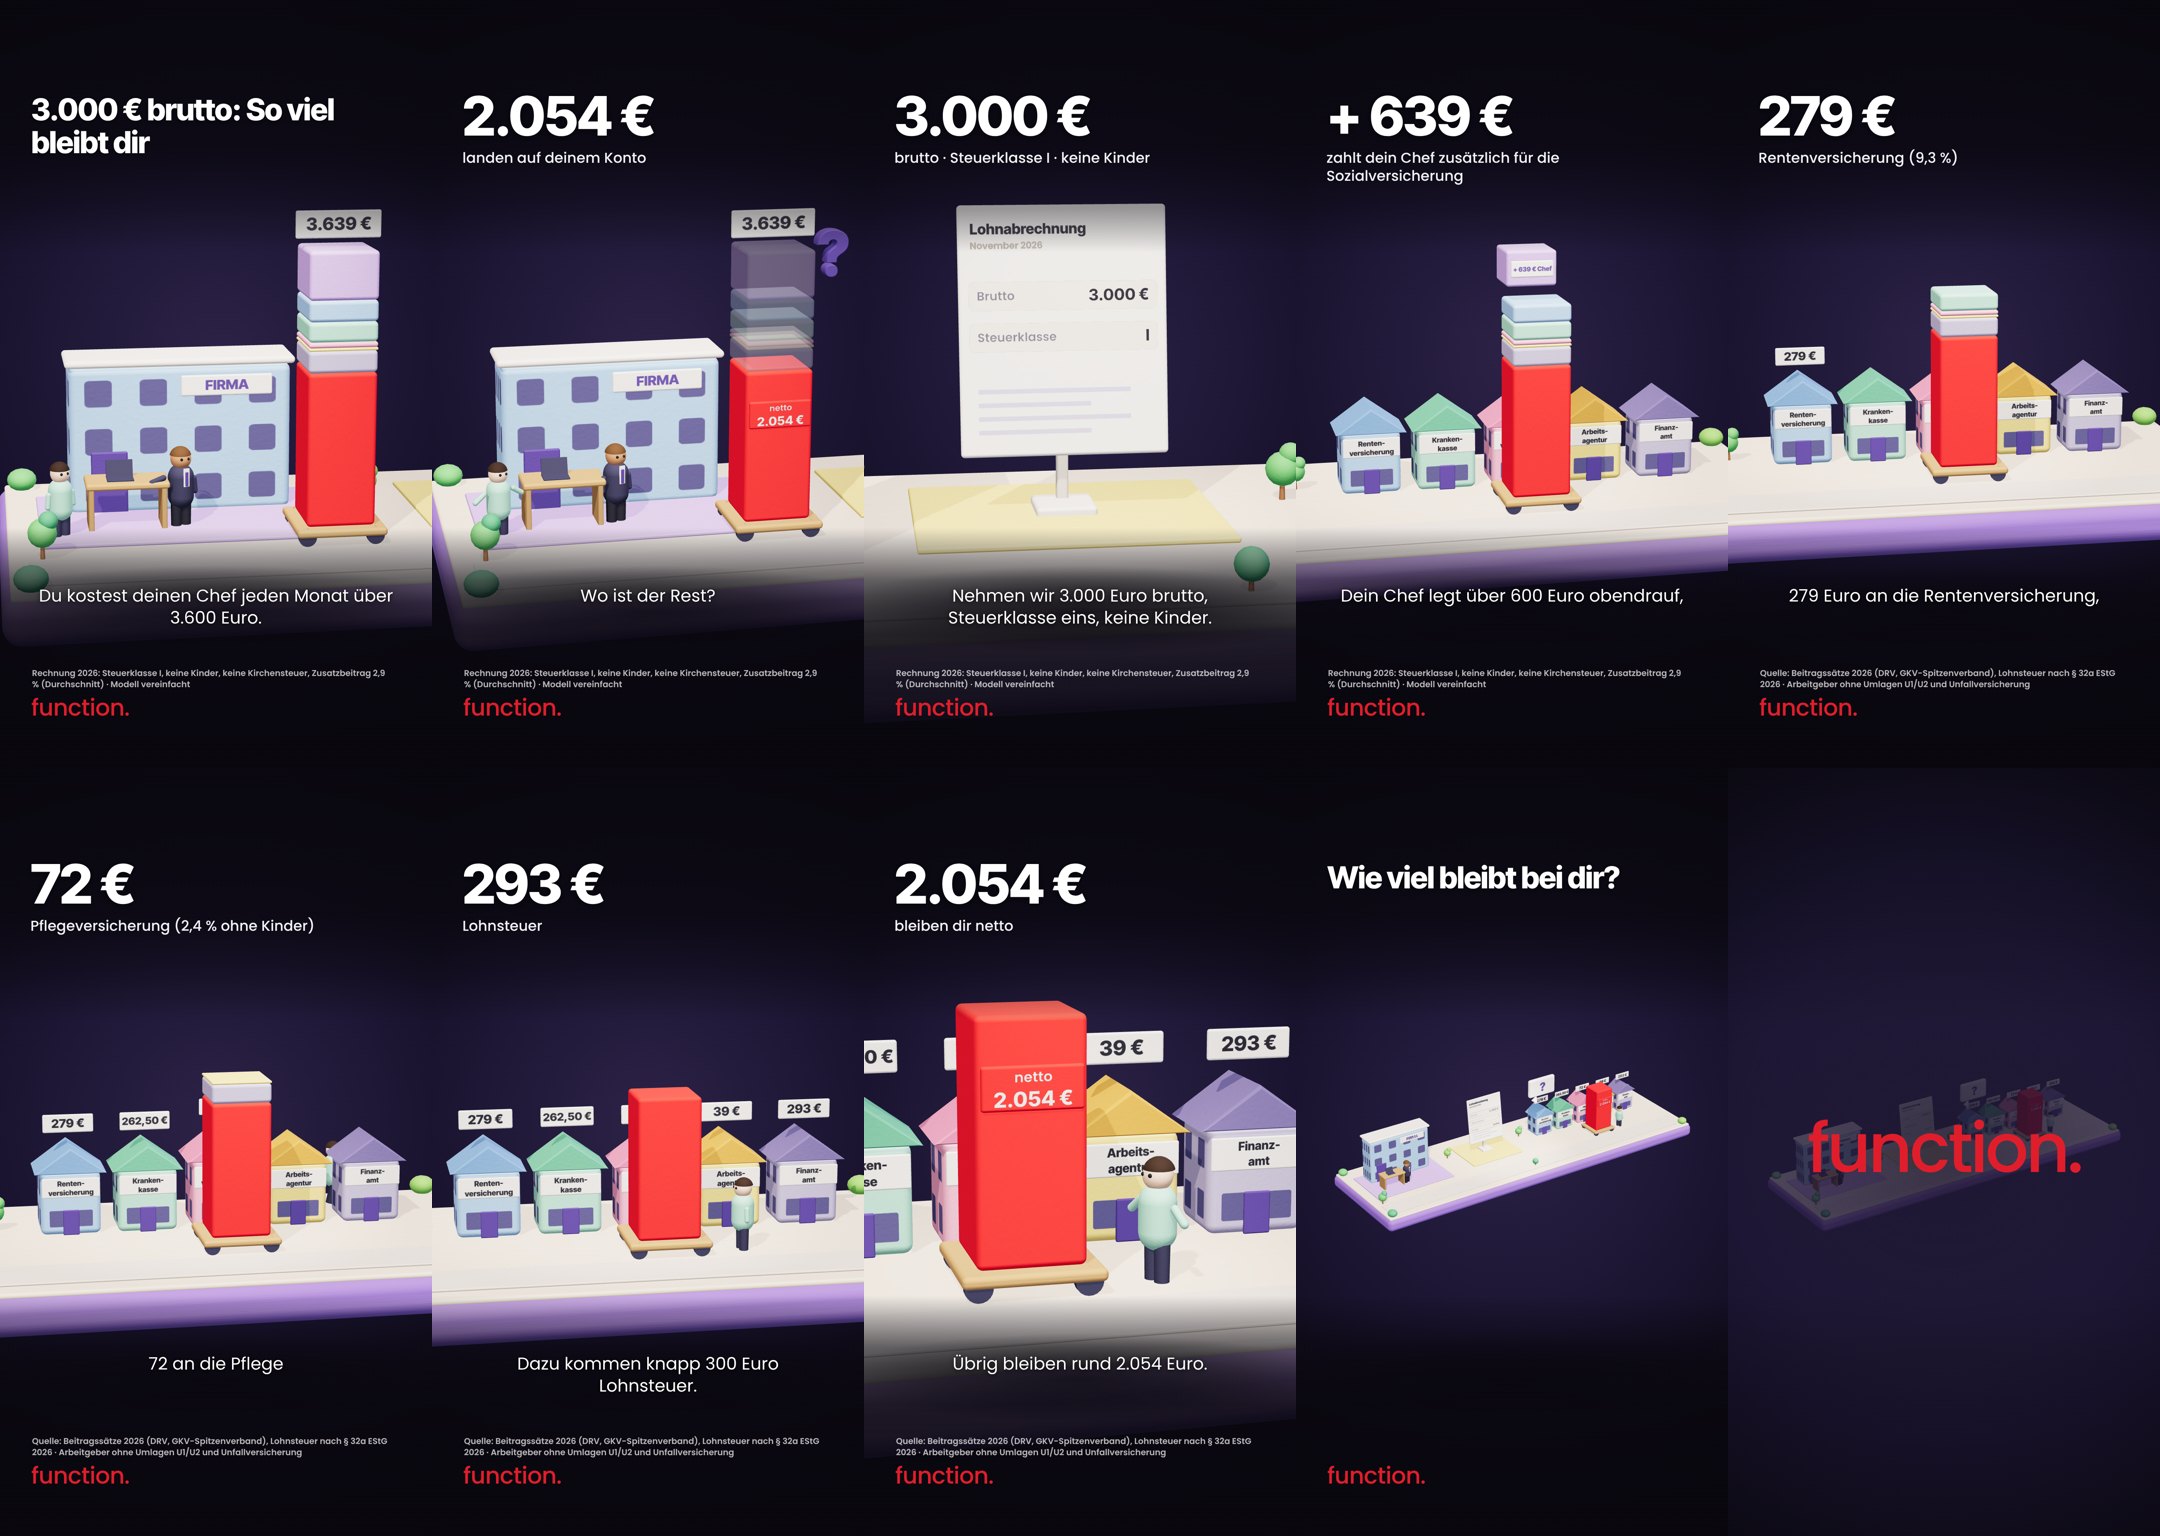 3.000 € brutto: So viel
bleibt dir
3.639 €
FIRMA
Du kostest deinen Chef jeden Monat über
3.600 Euro.
Rechnung 2026: Steuerklasse I, keine Kinder, keine Kirchensteuer, Zusatzbeitrag 2,9
% (Durchschnitt) · Modell vereinfacht
function.
2.054 €
landen auf deinem Konto
3.639 €
?
FIRMA
netto
2.054 €
Wo ist der Rest?
Rechnung 2026: Steuerklasse I, keine Kinder, keine Kirchensteuer, Zusatzbeitrag 2,9
% (Durchschnitt) · Modell vereinfacht
function.
3.000 €
brutto · Steuerklasse I · keine Kinder
Lohnabrechnung
November 2026
Brutto 3.000 €
Steuerklasse I
Nehmen wir 3.000 Euro brutto,
Steuerklasse eins, keine Kinder.
Rechnung 2026: Steuerklasse I, keine Kinder, keine Kirchensteuer, Zusatzbeitrag 2,9
% (Durchschnitt) · Modell vereinfacht
function.
+ 639 €
zahlt dein Chef zusätzlich für die
Sozialversicherung
+ 639 € Chef
Renten-
versicherung
Kranken-
kasse
Arbeits-
agentur
Finanz-
amt
Dein Chef legt über 600 Euro obendrauf,
Rechnung 2026: Steuerklasse I, keine Kinder, keine Kirchensteuer, Zusatzbeitrag 2,9
% (Durchschnitt) · Modell vereinfacht
function.
279 €
Rentenversicherung (9,3 %)
279 €
Renten-
versicherung
Kranken-
kasse
Arbeits-
agentur
Finanz-
amt
279 Euro an die Rentenversicherung,
Quelle: Beitragssätze 2026 (DRV, GKV-Spitzenverband), Lohnsteuer nach § 32a EStG
2026 · Arbeitgeber ohne Umlagen U1/U2 und Unfallversicherung
function.
72 €
Pflegeversicherung (2,4 % ohne Kinder)
279 €
262,50 €
Renten-
versicherung
Kranken-
kasse
Arbeits-
agentur
Finanz-
amt
72 an die Pflege
Quelle: Beitragssätze 2026 (DRV, GKV-Spitzenverband), Lohnsteuer nach § 32a EStG
2026 · Arbeitgeber ohne Umlagen U1/U2 und Unfallversicherung
function.
293 €
Lohnsteuer
279 €
262,50 €
39 €
293 €
Renten-
versicherung
Kranken-
kasse
Arbeits-
agen
Finanz-
amt
Dazu kommen knapp 300 Euro
Lohnsteuer.
Quelle: Beitragssätze 2026 (DRV, GKV-Spitzenverband), Lohnsteuer nach § 32a EStG
2026 · Arbeitgeber ohne Umlagen U1/U2 und Unfallversicherung
function.
2.054 €
bleiben dir netto
0 €
39 €
293 €
netto
2.054 €
ken-
se
Arbeits-
agent
Finanz-
amt
Übrig bleiben rund 2.054 Euro.
Quelle: Beitragssätze 2026 (DRV, GKV-Spitzenverband), Lohnsteuer nach § 32a EStG
2026 · Arbeitgeber ohne Umlagen U1/U2 und Unfallversicherung
function.
Wie viel bleibt bei dir?
?
function.
function.